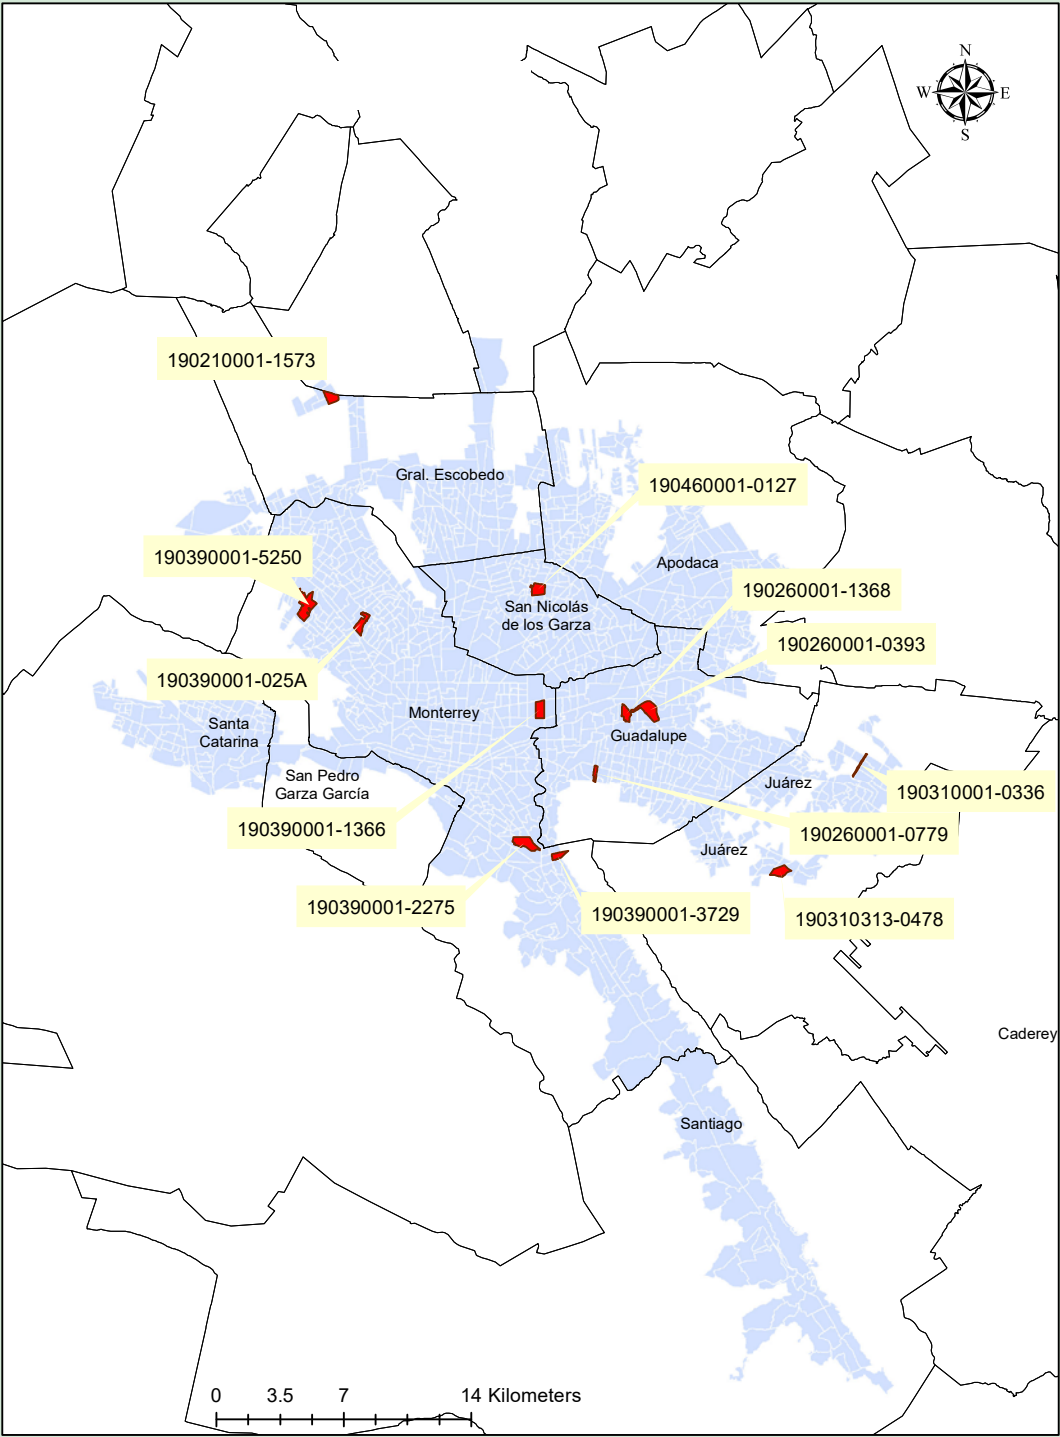 N
W E
S
190210001-1573
Gral. Escobedo
190460001-0127
190390001-5250
Apodaca
190260001-1368
San Nicolás
de los Garza
190260001-0393
190390001-025A
Monterrey
Santa
Catarina
Guadalupe
San Pedro
Garza García
Juárez
190310001-0336
190390001-1366
190260001-0779
Juárez
190390001-2275
190390001-3729
190310313-0478
Caderey
Santiago
0 3.5 7 14 Kilometers